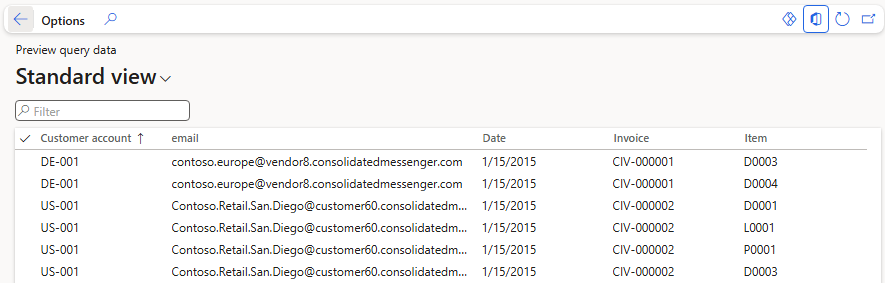 Options
Preview query data
Standard view
Filter
Customer account ↑ email Date Invoice Item
DE-001 contoso.europe@vendor8.consolidatedmessenger.com 1/15/2015 CIV-000001 D0003
DE-001 contoso.europe@vendor8.consolidatedmessenger.com 1/15/2015 CIV-000001 D0004
US-001 Contoso.Retail.San.Diego@customer60.consolidatedm... 1/15/2015 CIV-000002 D0001
US-001 Contoso.Retail.San.Diego@customer60.consolidatedm... 1/15/2015 CIV-000002 L0001
US-001 Contoso.Retail.San.Diego@customer60.consolidatedm... 1/15/2015 CIV-000002 P0001
US-001 Contoso.Retail.San.Diego@customer60.consolidatedm... 1/15/2015 CIV-000002 D0003